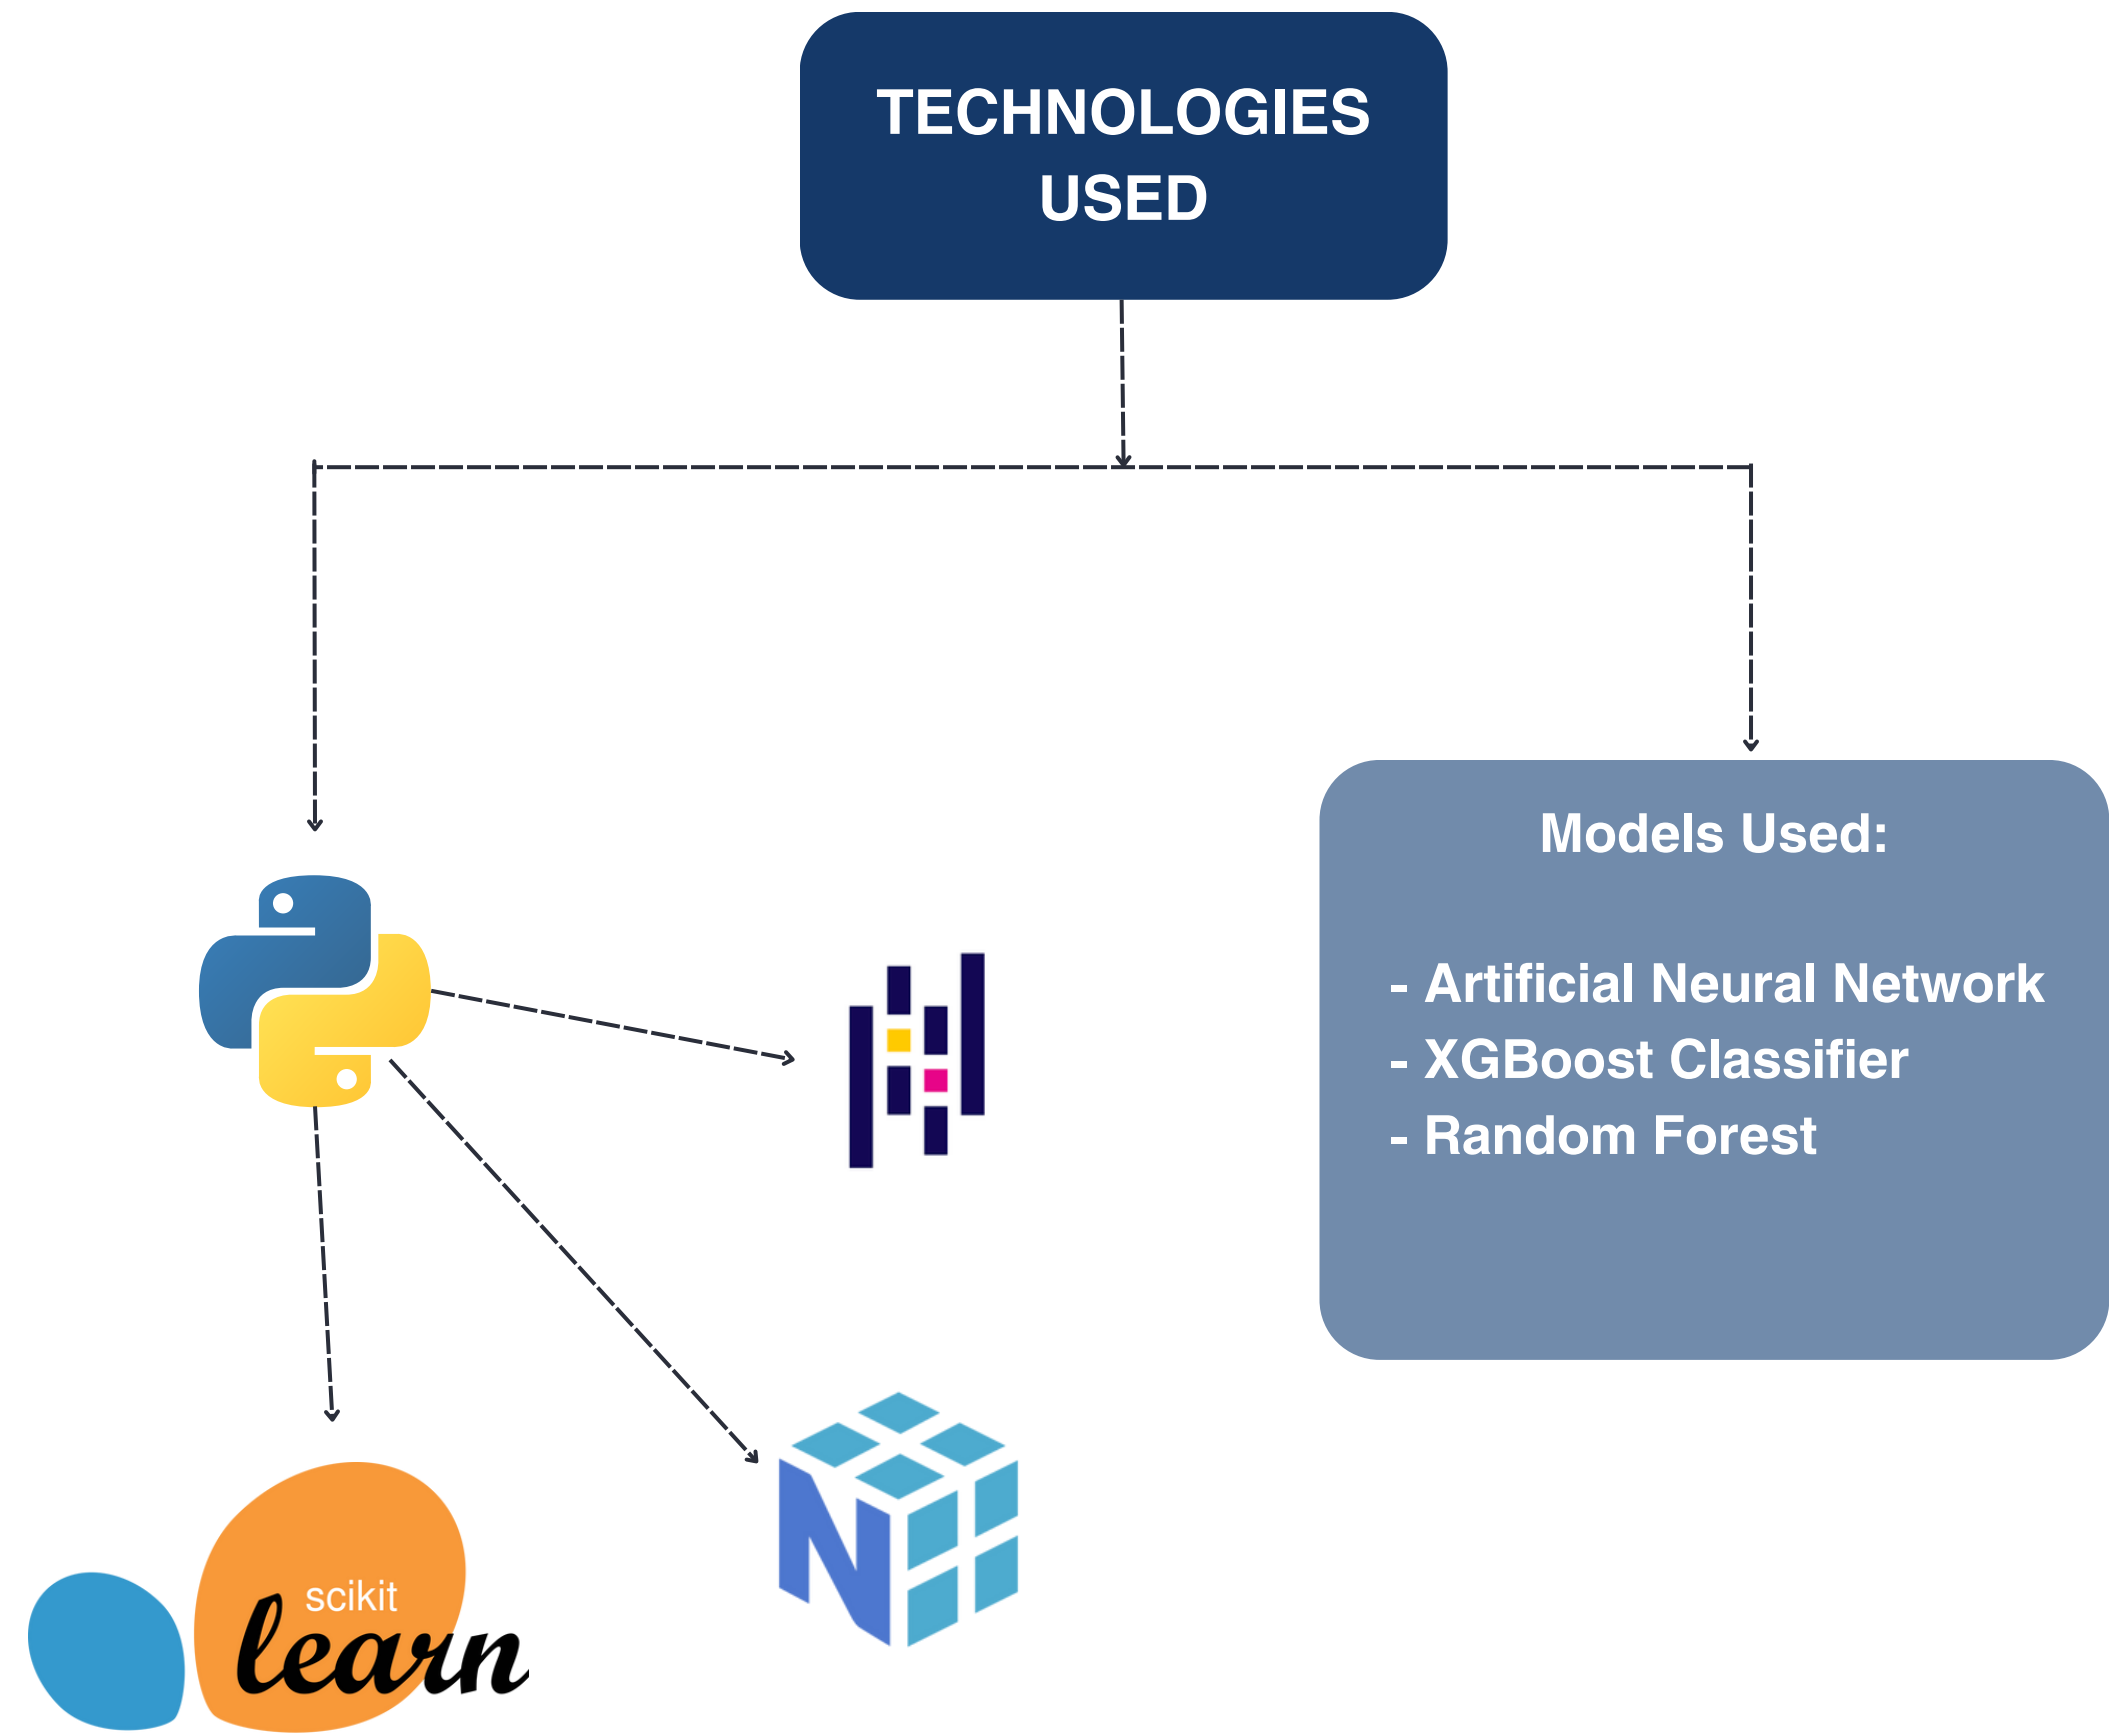 TECHNOLOGIES
USED
Models Used:
- Artificial Neural Network
- XGBoost Classifier
- Random Forest
scikit
learn